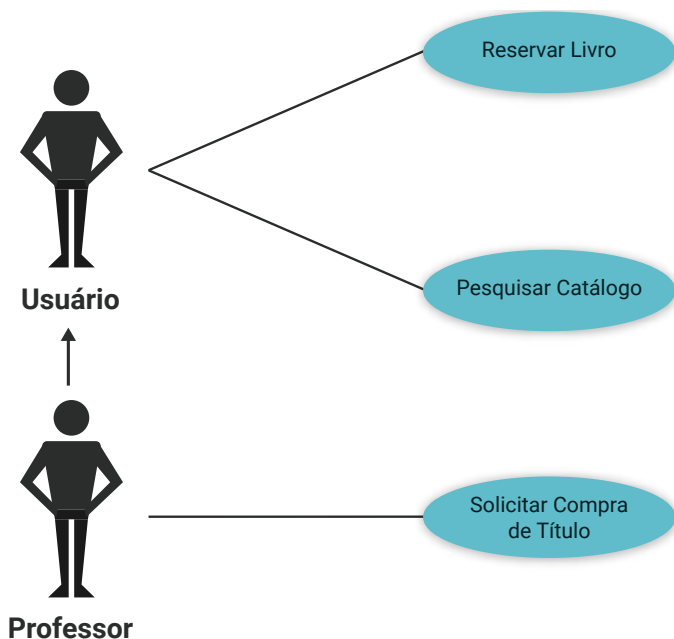 Reservar Livro
Usuário
Pesquisar Catálogo
Solicitar Compra
de Título
Professor